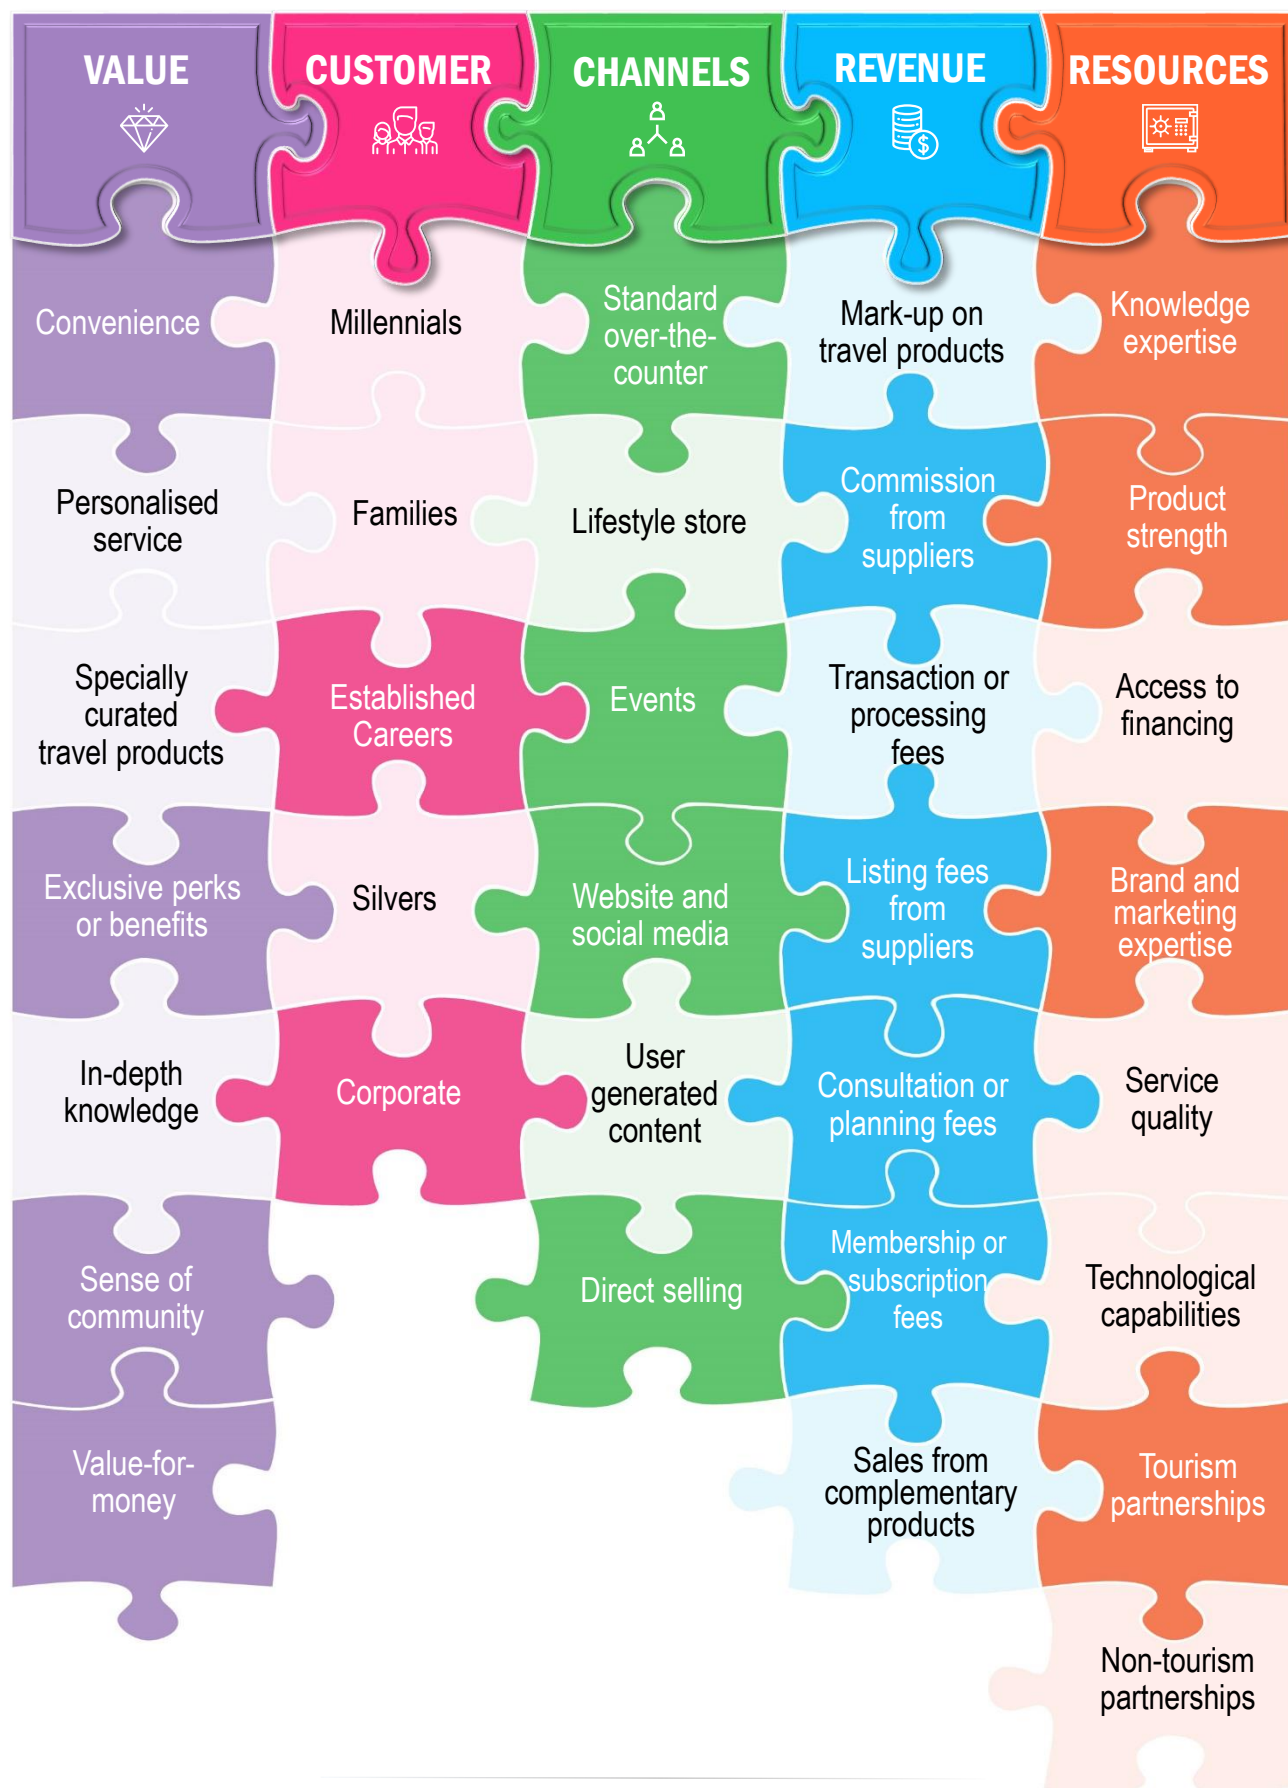 VALUE
CUSTOMER
CHANNELS
REVENUE
RESOURCES
Convenience
Personalised
service
Specially
curated
travel products
Exclusive perks
or benefits
In-depth
knowledge
Sense of
community
Value-for-
money
Millennials
Families
Established
Careers
Silvers
Corporate
Standard
over-the-
counter
Lifestyle store
Events
Website and
social media
User
generated
content
Direct selling
Mark-up on
travel products
Commission
from
suppliers
Transaction or
processing
fees
Listing fees
from
suppliers
Consultation or
planning fees
Membership or
subscription
fees
Sales from
complementary
products
Knowledge
expertise
Product
strength
Access to
financing
Brand and
marketing
expertise
Service
quality
Technological
capabilities
Tourism
partnerships
Non-tourism
partnerships